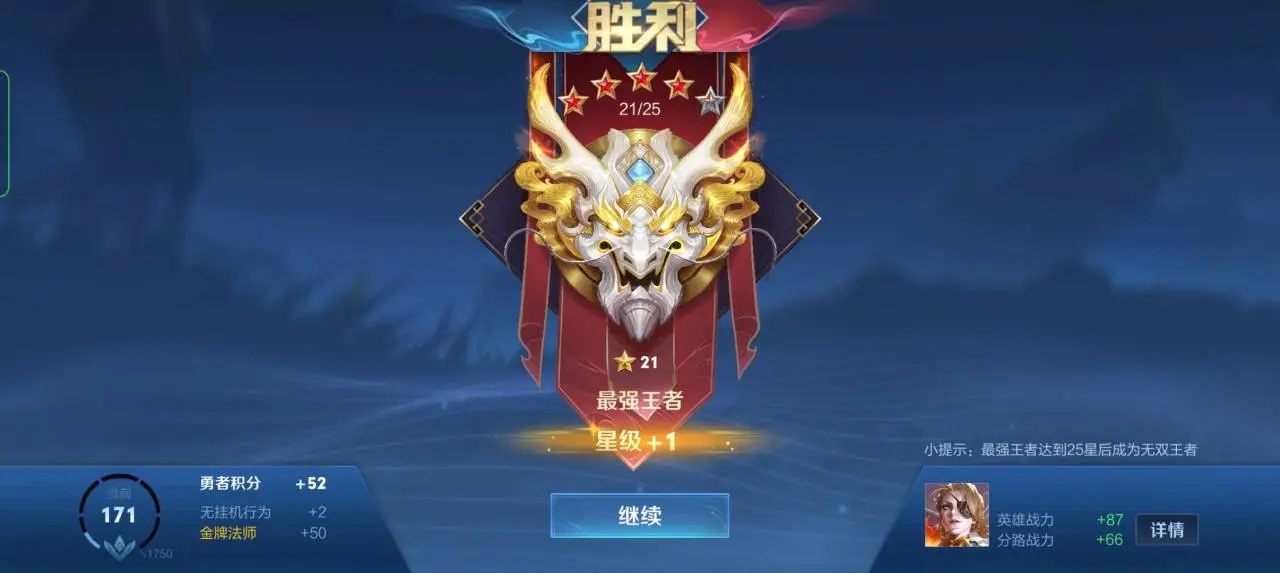 胜利
21/25
21
最强王者
星级+1
小提示：最强王者达到25星后成为无双王者
当前
171
1750
勇者积分 +52
无挂机行为 +2
金牌法师 +50
继续
英雄战力 +87
分路战力 +66
详情